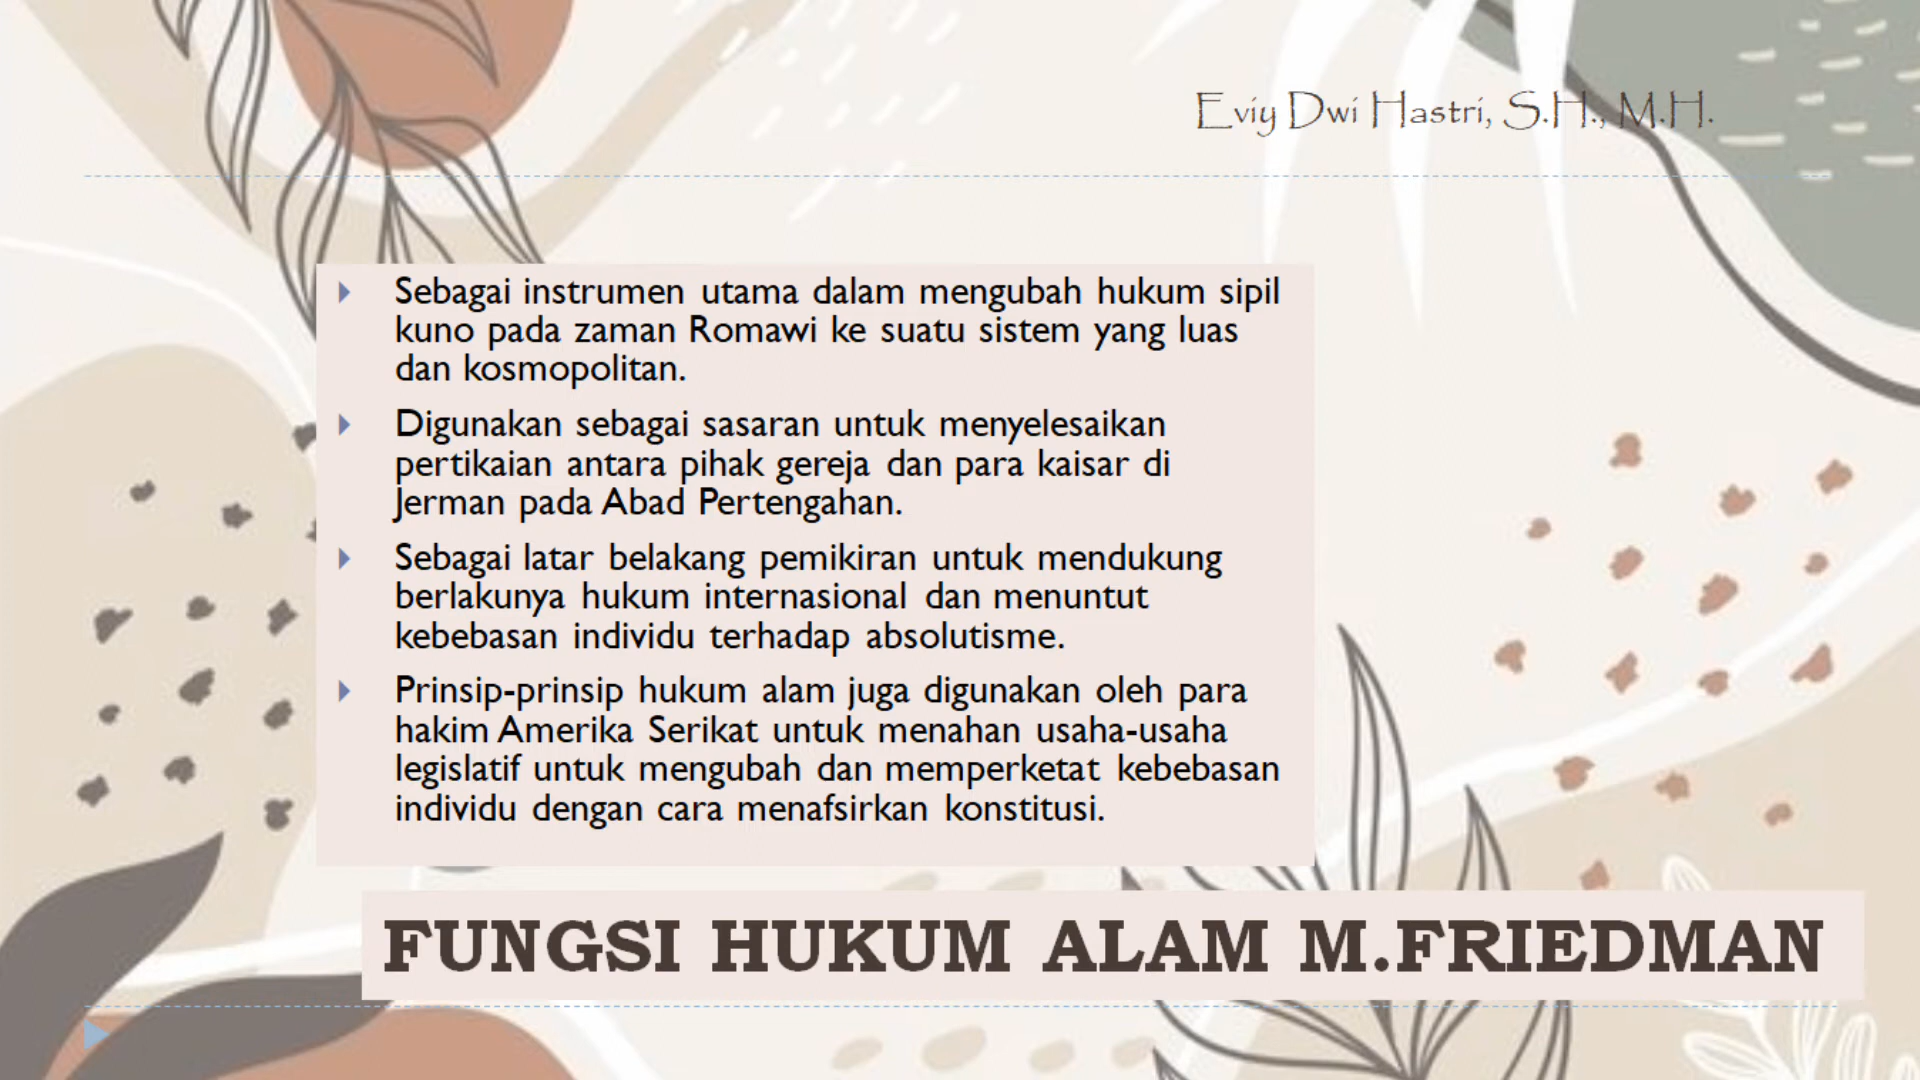 Eviy Dwi Hastri, S.H., M.H.
Sebagai instrumen utama dalam mengubah hukum sipil
kuno pada zaman Romawi ke suatu sistem yang luas
dan kosmopolitan.
Digunakan sebagai sasaran untuk menyelesaikan
pertikaian antara pihak gereja dan para kaisar di
Jerman pada Abad Pertengahan.
Sebagai latar belakang pemikiran untuk mendukung
berlakunya hukum internasional dan menuntut
kebebasan individu terhadap absolutisme.
Prinsip-prinsip hukum alam juga digunakan oleh para
hakim Amerika Serikat untuk menahan usaha-usaha
legislatif untuk mengubah dan memperketat kebebasan
individu dengan cara menafsirkan konstitusi.
FUNGSI HUKUM ALAM M.FRIEDMAN